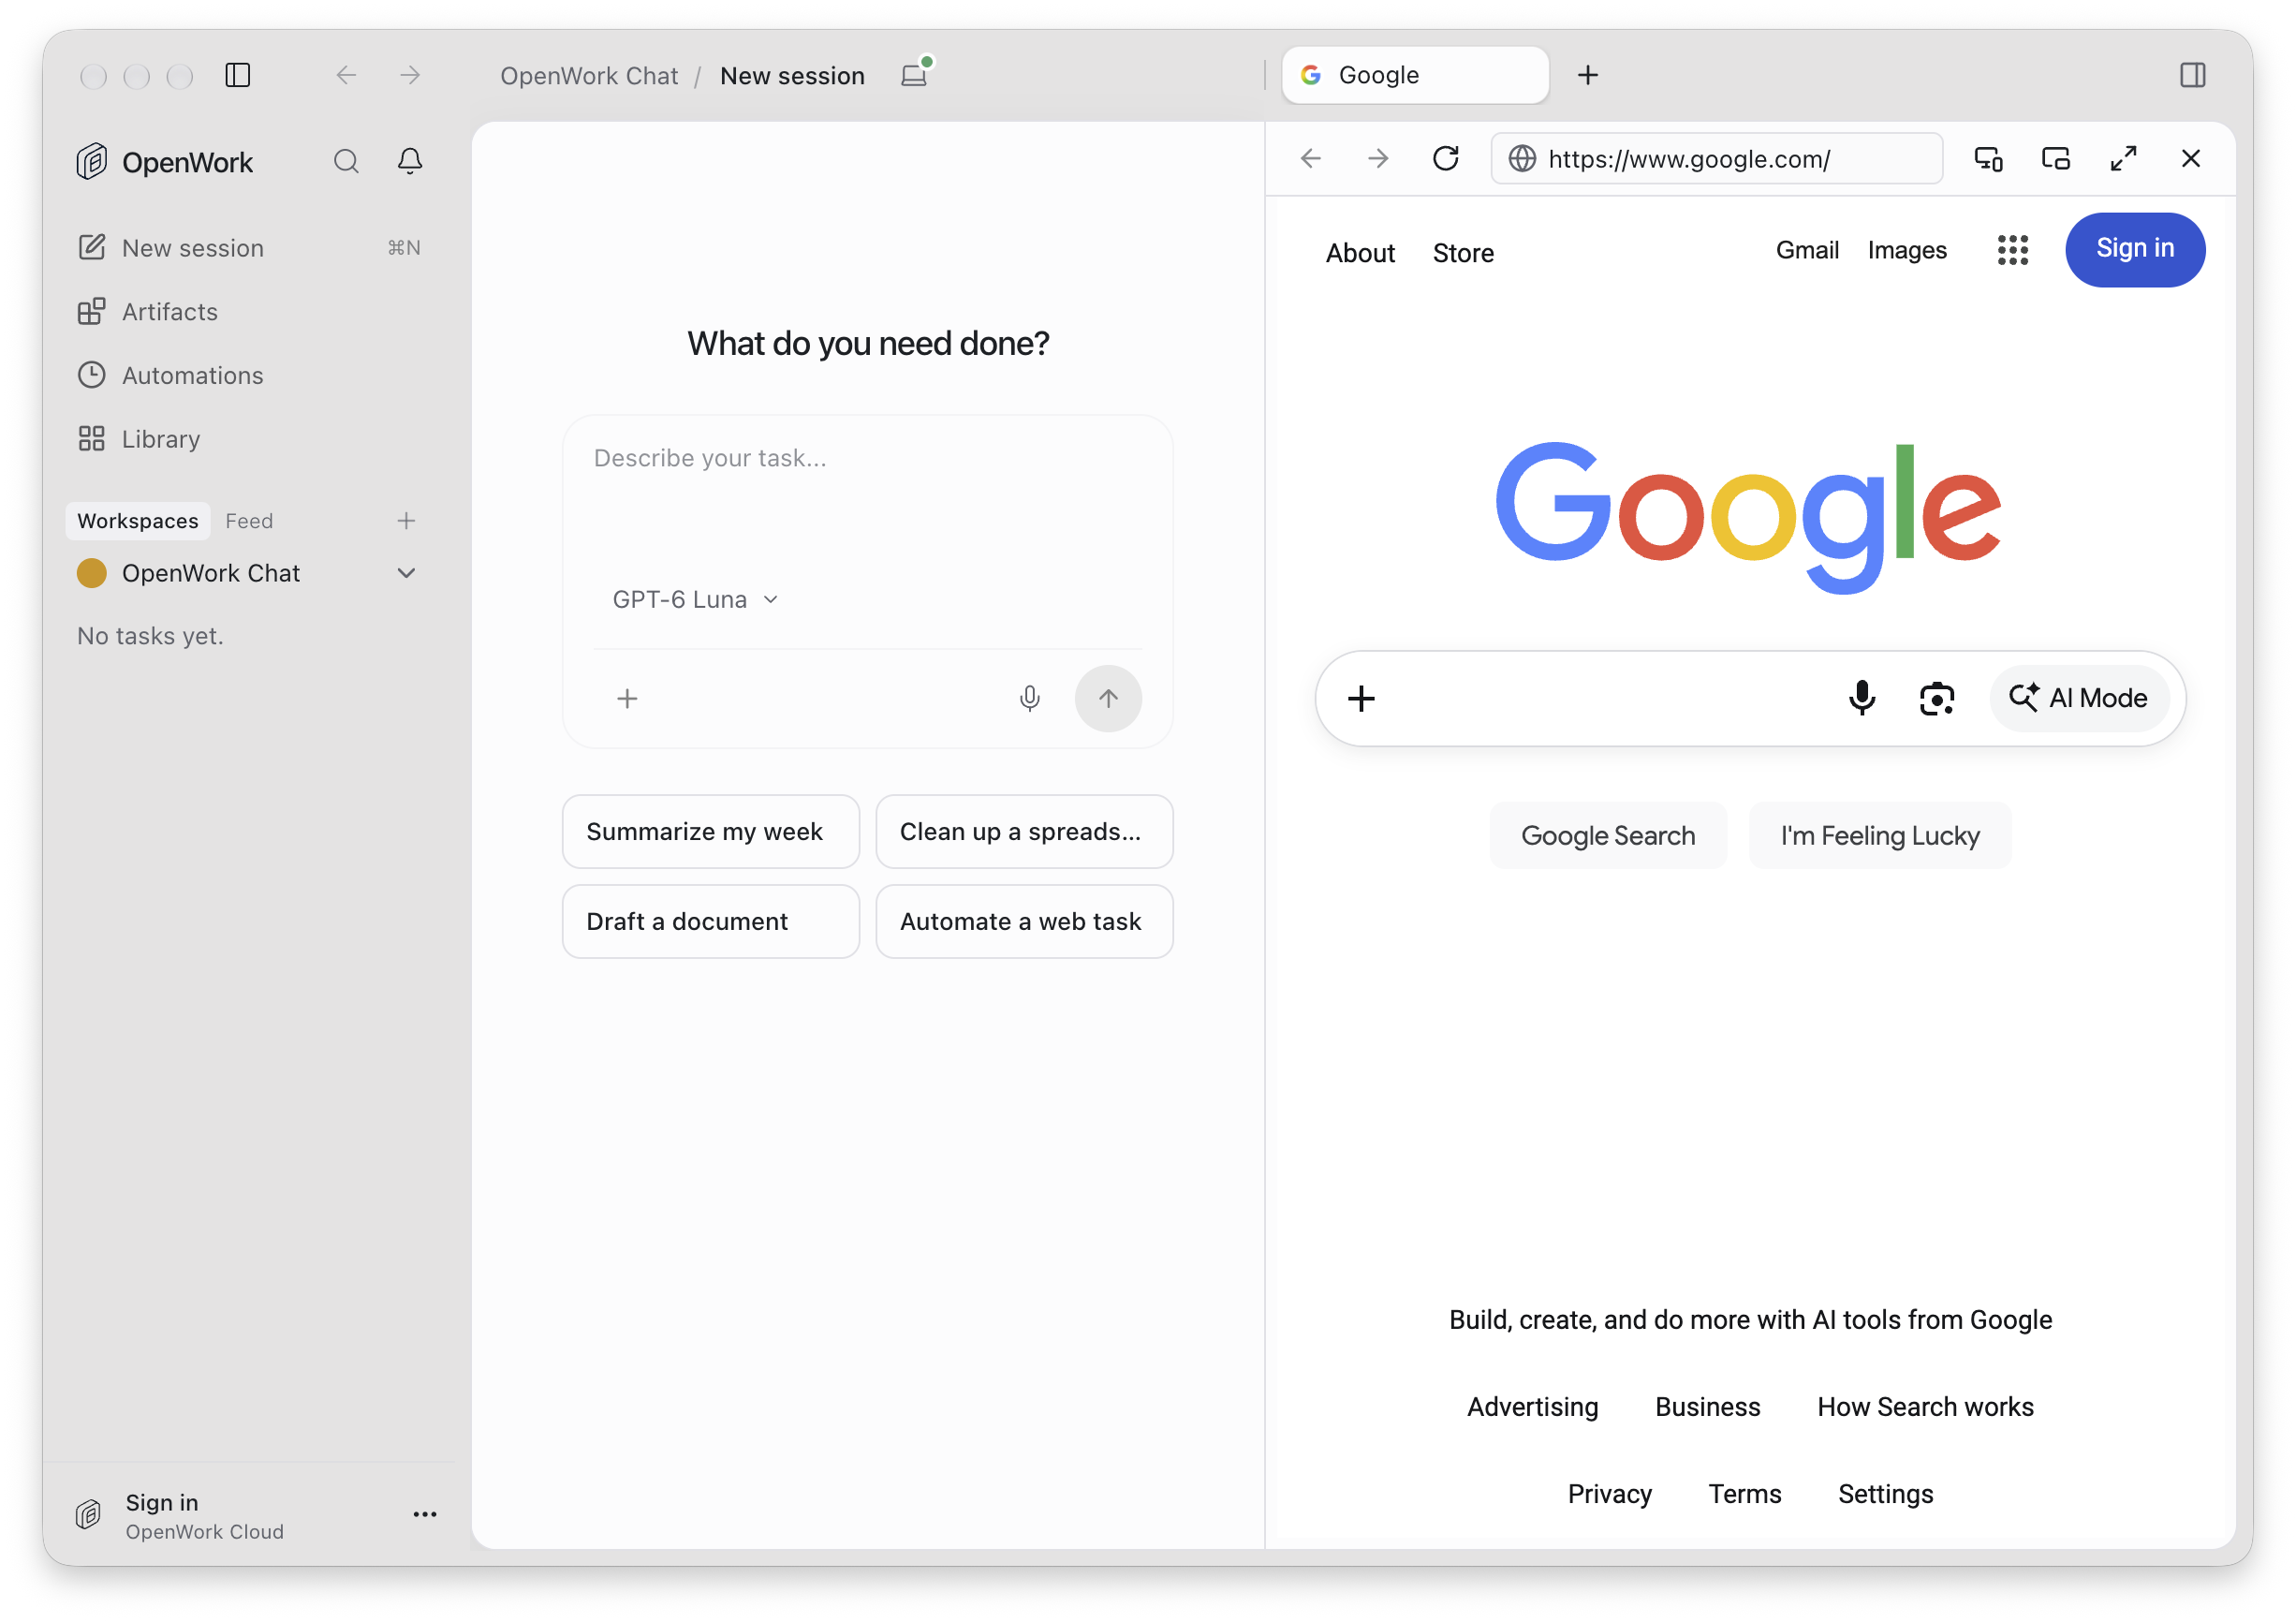 OpenWork Chat / New session
Google
OpenWork
New session ⌘N
Artifacts
Automations
Library
Workspaces Feed
OpenWork Chat
No tasks yet.
Sign in
OpenWork Cloud
What do you need done?
Describe your task...
GPT-6 Luna
Summarize my week
Clean up a spreads...
Draft a document
Automate a web task
https://www.google.com/
About Store
Gmail Images
Sign in
Google
AI Mode
Google Search
I'm Feeling Lucky
Build, create, and do more with AI tools from Google
Advertising Business How Search works
Privacy Terms Settings